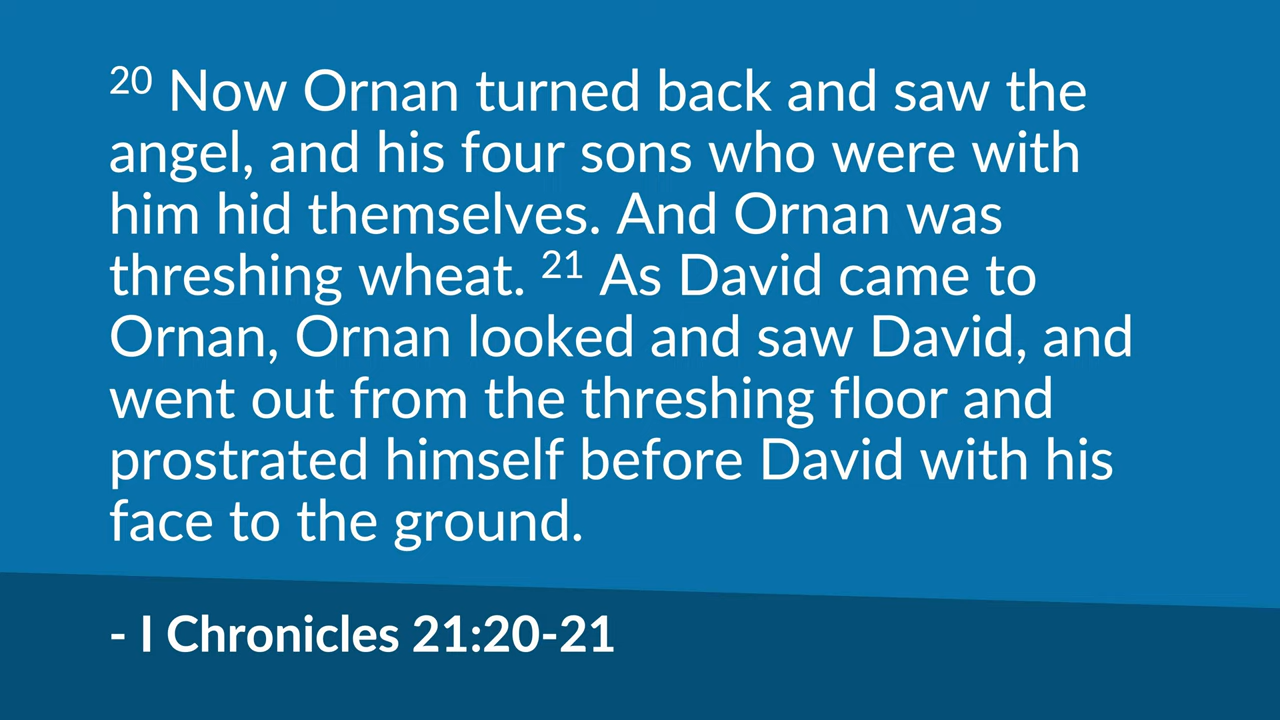 20 Now Ornan turned back and saw the
angel, and his four sons who were with
him hid themselves. And Ornan was
threshing wheat. 21 As David came to
Ornan, Ornan looked and saw David, and
went out from the threshing floor and
prostrated himself before David with his
face to the ground.
- I Chronicles 21:20-21